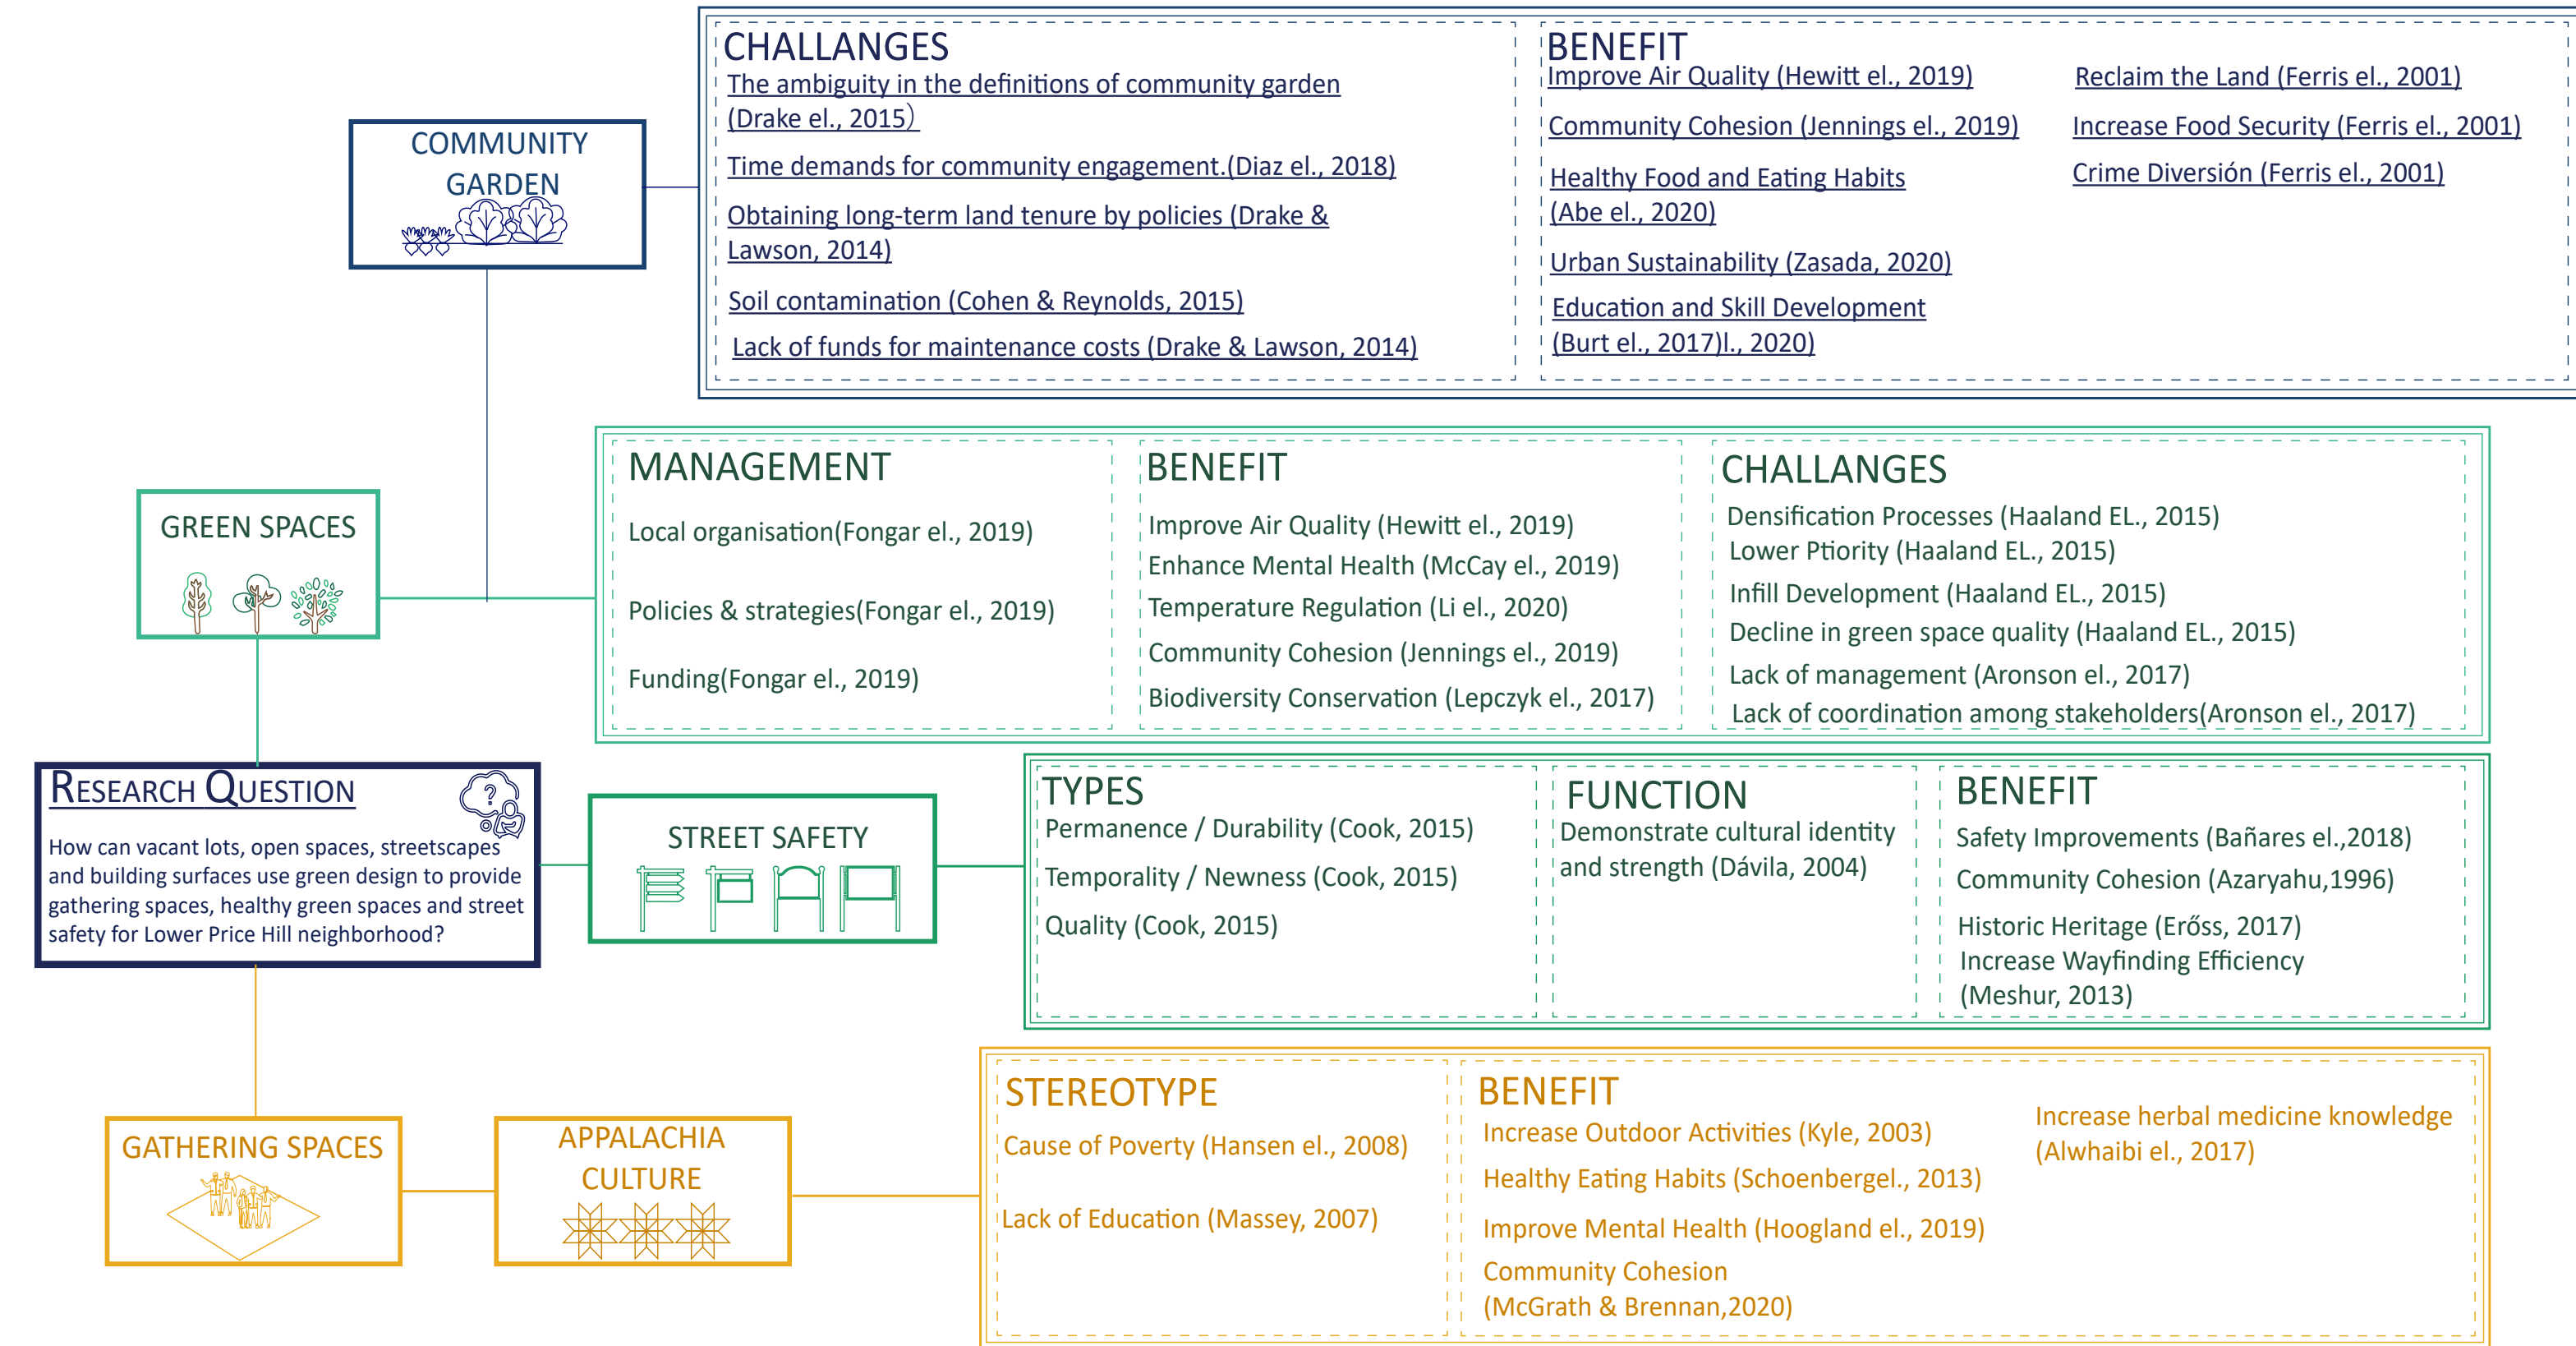 CHALLANGES
The ambiguity in the definitions of community garden
(Drake el., 2015）
Time demands for community engagement.(Diaz el., 2018)
Obtaining long-term land tenure by policies (Drake &
Lawson, 2014)
Soil contamination (Cohen & Reynolds, 2015)
Lack of funds for maintenance costs (Drake & Lawson, 2014)
BENEFIT
Improve Air Quality (Hewitt el., 2019)
Community Cohesion (Jennings el., 2019)
Healthy Food and Eating Habits
(Abe el., 2020)
Urban Sustainability (Zasada, 2020)
Education and Skill Development
(Burt el., 2017)l., 2020)
Reclaim the Land (Ferris el., 2001)
Increase Food Security (Ferris el., 2001)
Crime Diversión (Ferris el., 2001)
COMMUNITY
GARDEN
GREEN SPACES
MANAGEMENT
Local organisation(Fongar el., 2019)
Policies & strategies(Fongar el., 2019)
Funding(Fongar el., 2019)
BENEFIT
Improve Air Quality (Hewitt el., 2019)
Enhance Mental Health (McCay el., 2019)
Temperature Regulation (Li el., 2020)
Community Cohesion (Jennings el., 2019)
Biodiversity Conservation (Lepczyk el., 2017)
CHALLANGES
Densification Processes (Haaland EL., 2015)
Lower Ptiority (Haaland EL., 2015)
Infill Development (Haaland EL., 2015)
Decline in green space quality (Haaland EL., 2015)
Lack of management (Aronson el., 2017)
Lack of coordination among stakeholders(Aronson el., 2017)
RESEARCH QUESTION
?
How can vacant lots, open spaces, streetscapes
and building surfaces use green design to provide
gathering spaces, healthy green spaces and street
safety for Lower Price Hill neighborhood?
STREET SAFETY
TYPES
Permanence / Durability (Cook, 2015)
Temporality / Newness (Cook, 2015)
Quality (Cook, 2015)
FUNCTION
Demonstrate cultural identity
and strength (Dávila, 2004)
BENEFIT
Safety Improvements (Bañares el.,2018)
Community Cohesion (Azaryahu,1996)
Historic Heritage (Erőss, 2017)
Increase Wayfinding Efficiency
(Meshur, 2013)
GATHERING SPACES
APPALACHIA
CULTURE
STEREOTYPE
Cause of Poverty (Hansen el., 2008)
Lack of Education (Massey, 2007)
BENEFIT
Increase Outdoor Activities (Kyle, 2003)
Healthy Eating Habits (Schoenbergel., 2013)
Improve Mental Health (Hoogland el., 2019)
Community Cohesion
(McGrath & Brennan,2020)
Increase herbal medicine knowledge
(Alwhaibi el., 2017)